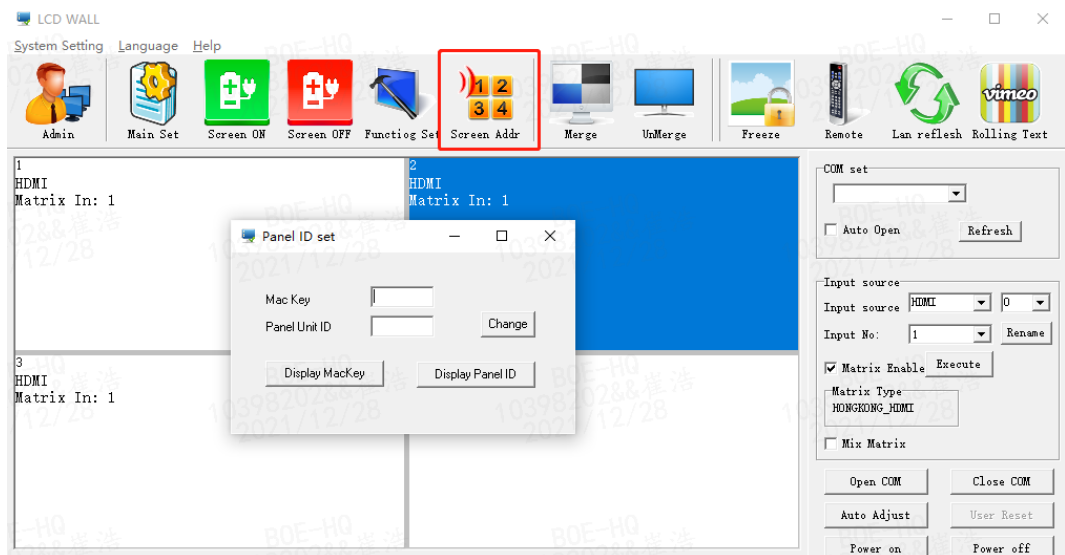 LCD WALL
System Setting Language Help
Admin Main Set Screen ON Screen OFF Functiog Set Screen Addr Merge UnMerge Freeze Remote Lan reflesh Rolling Text
1 2
3 4
vimeo
1
HDMI
Matrix In: 1
2
HDMI
Matrix In: 1
3
HDMI
Matrix In: 1
Panel ID set
Mac Key
Panel Unit ID
Change
Display MacKey Display Panel ID
COM set
Auto Open Refresh
Input source
Input source HDMI 0
Input No: 1 Rename
Matrix Enable Execute
Matrix Type
HONGKONG_HDMI
Mix Matrix
Open COM Close COM
Auto Adjust User Reset
Power on Power off
BOE-HQ
10398202&&崔浩
2021/12/28